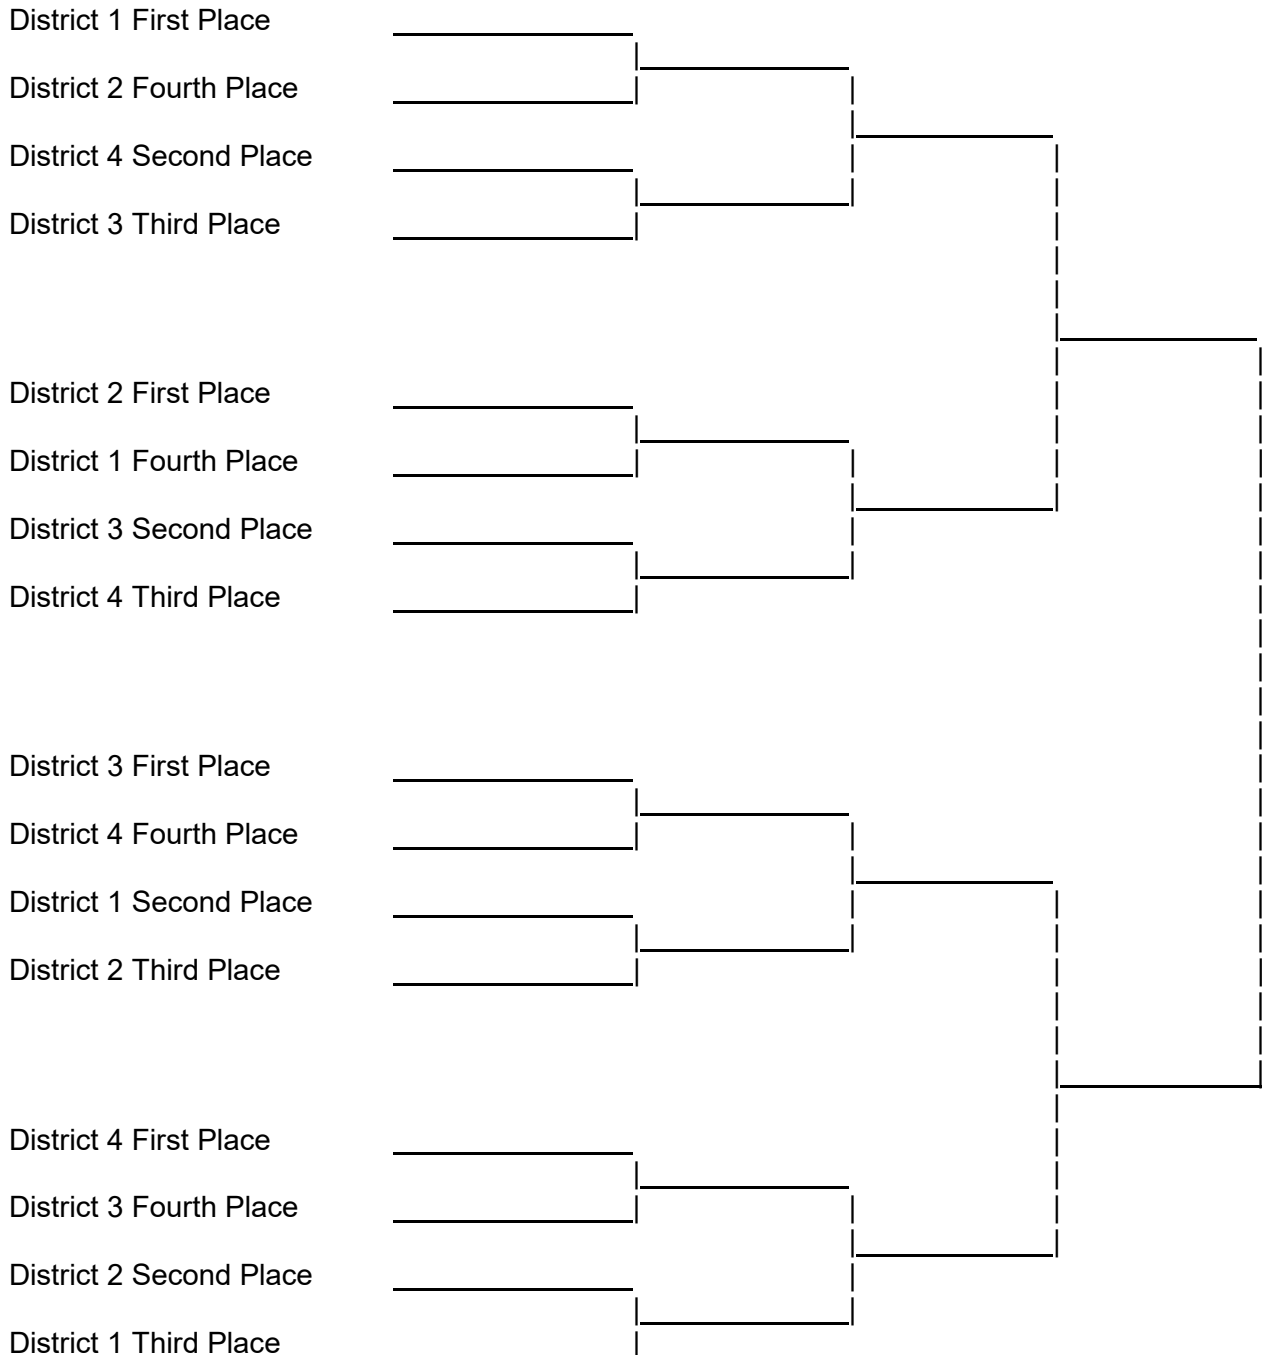 District 1 First Place
District 2 Fourth Place
District 4 Second Place
District 3 Third Place
District 2 First Place
District 1 Fourth Place
District 3 Second Place
District 4 Third Place
District 3 First Place
District 4 Fourth Place
District 1 Second Place
District 2 Third Place
District 4 First Place
District 3 Fourth Place
District 2 Second Place
District 1 Third Place